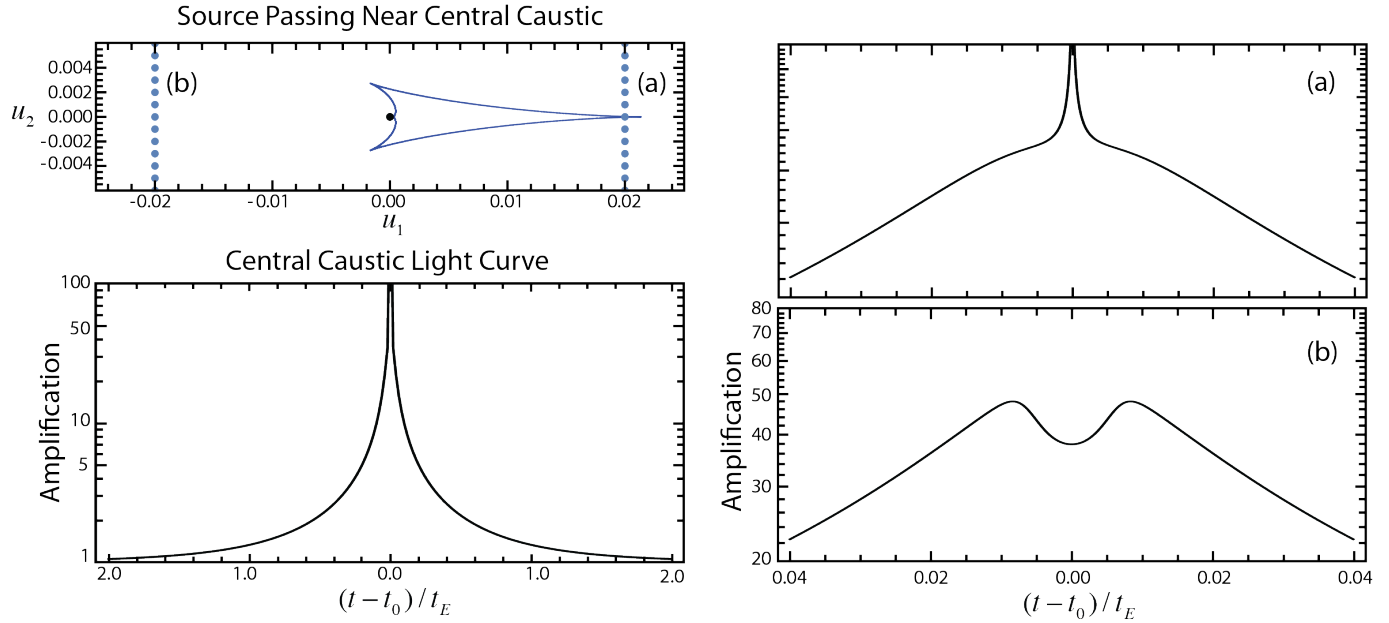 Source Passing Near Central Caustic
0.004
0.002
0.000
-0.002
-0.004
u2
(b)
(a)
-0.02
-0.01
0.00
0.01
0.02
u1
Central Caustic Light Curve
100
50
10
5
1
Amplification
2.0
1.0
0.0
1.0
2.0
(t – t0) / tE
(a)
80
70
60
50
40
30
20
Amplification
(b)
0.04
0.02
0.00
0.02
0.04
(t – t0) / tE